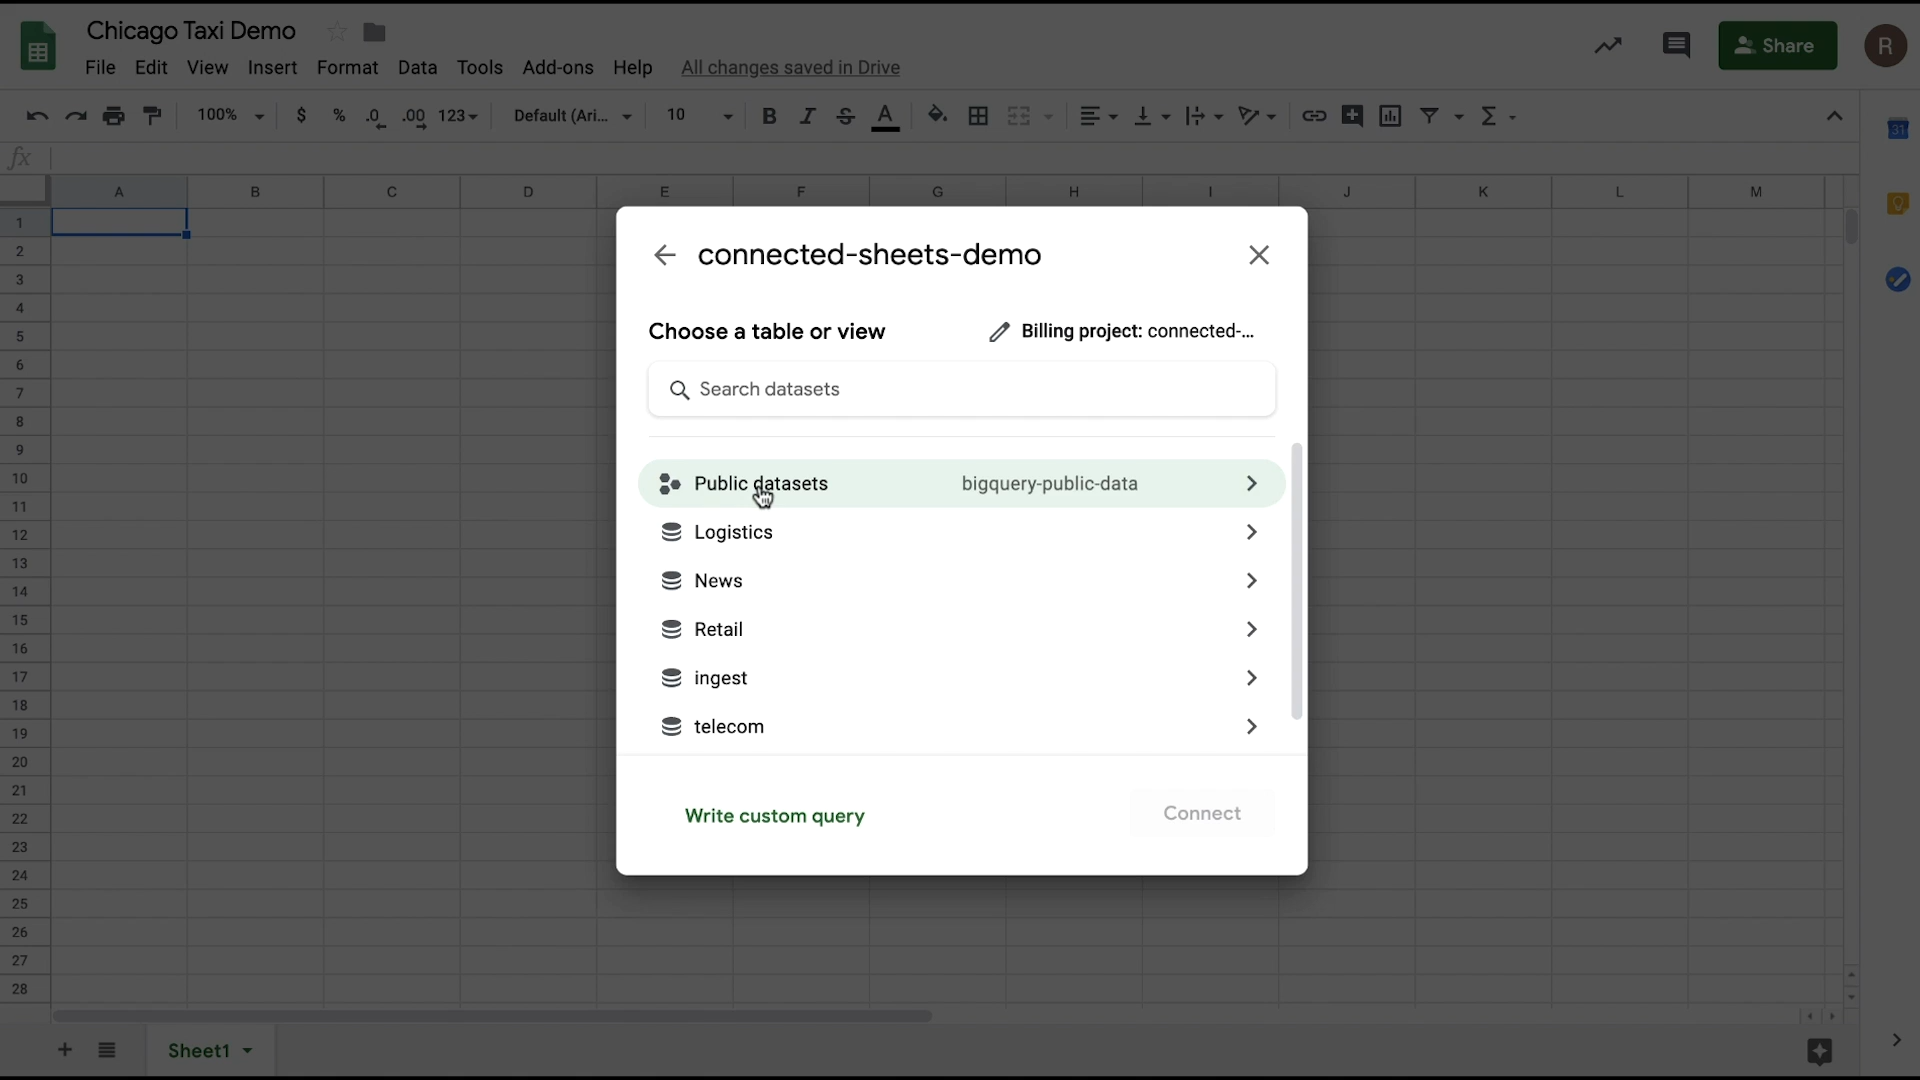 Chicago Taxi Demo
File Edit View Insert Format Data Tools Add-ons Help All changes saved in Drive
Share
R
100% $ % .0 .00 123 Default (Ari... 10 B I S A Σ
31
fx
A B C D E F G H I J K L M
1
2
3
4
5
6
7
8
9
10
11
12
13
14
15
16
17
18
19
20
21
22
23
24
25
26
27
28
connected-sheets-demo
Choose a table or view
Billing project: connected-...
Search datasets
Public datasets bigquery-public-data
Logistics
News
Retail
ingest
telecom
Write custom query
Connect
Sheet1